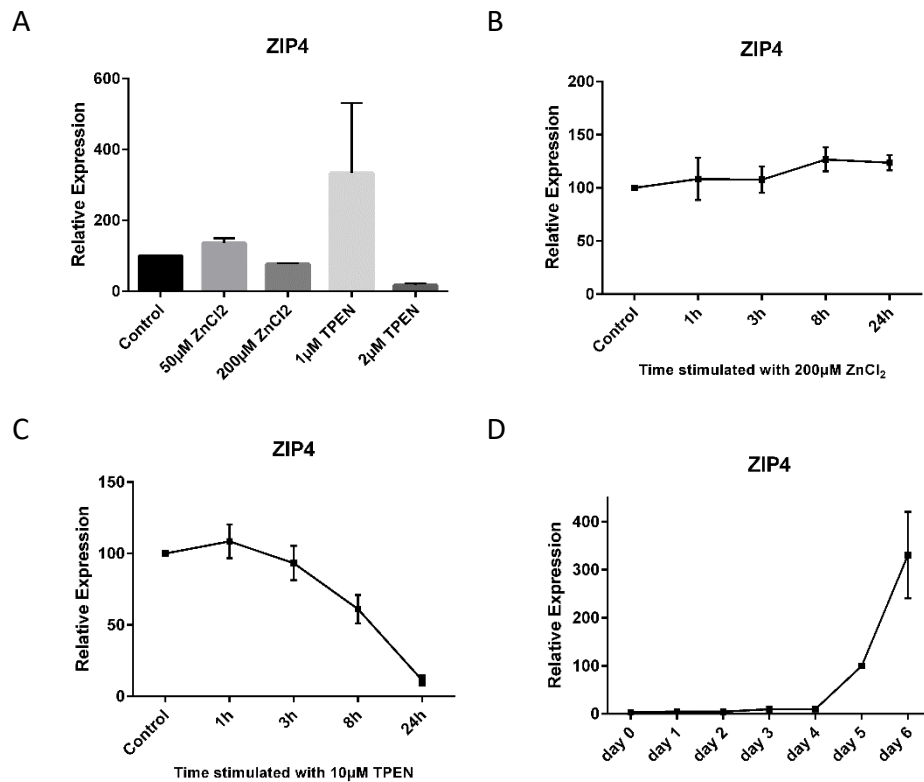 A
ZIP4
Relative Expression
600
400
200
0
Control
50µM ZnCl2
200µM ZnCl2
1µM TPEN
2µM TPEN
B
ZIP4
Relative Expression
200
150
100
50
0
Control
1h
3h
8h
24h
Time stimulated with 200µM ZnCl₂
C
ZIP4
Relative Expression
150
100
50
0
Control
1h
3h
8h
24h
Time stimulated with 10µM TPEN
D
ZIP4
Relative Expression
400
300
200
100
0
day 0
day 1
day 2
day 3
day 4
day 5
day 6